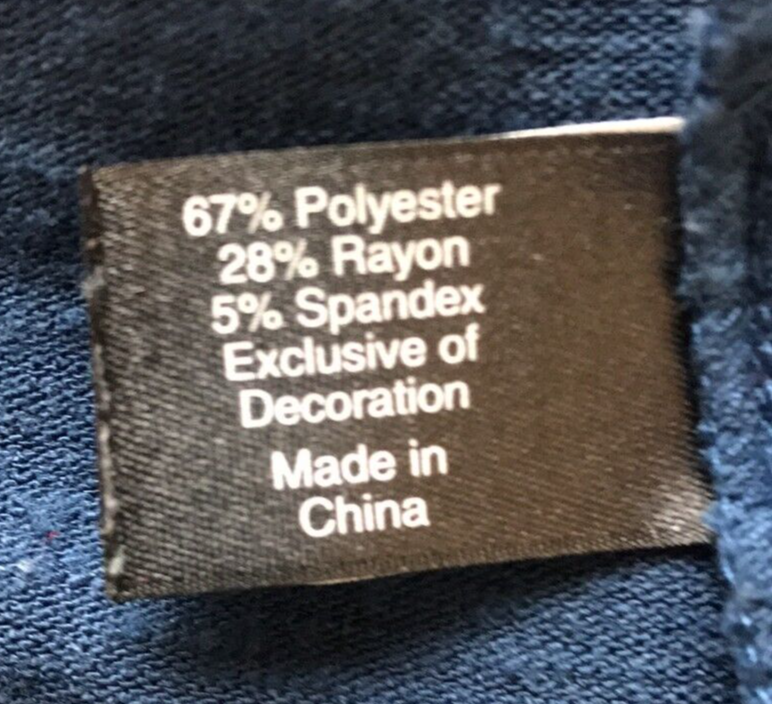 67% Polyester
28% Rayon
5% Spandex
Exclusive of
Decoration
Made in
China